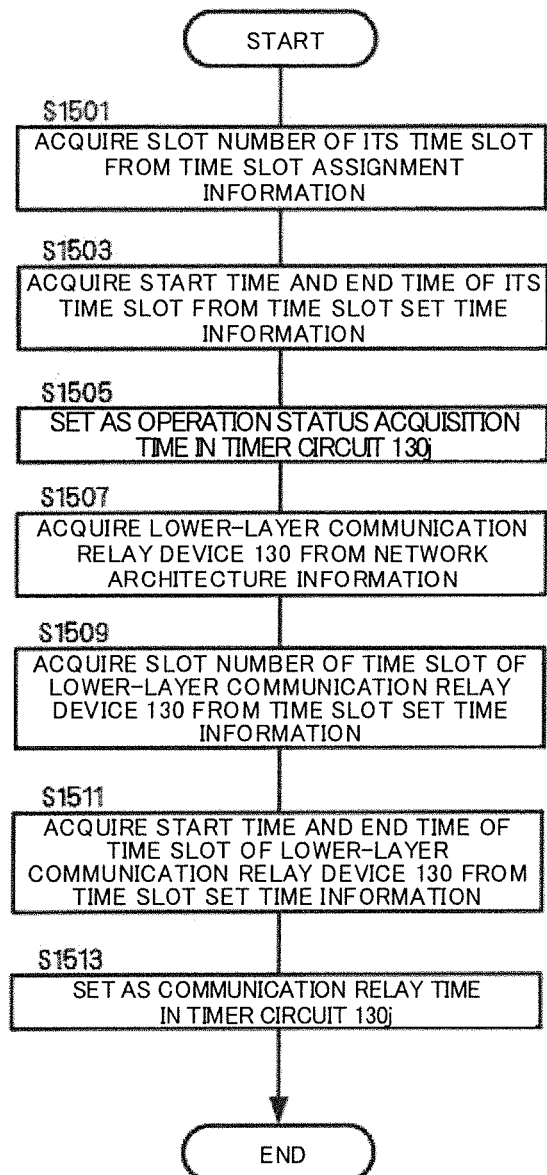 START
S1501
ACQUIRE SLOT NUMBER OF ITS TIME SLOT
FROM TIME SLOT ASSIGNMENT
INFORMATION
S1503
ACQUIRE START TIME AND END TIME OF ITS
TIME SLOT FROM TIME SLOT SET TIME
INFORMATION
S1505
SET AS OPERATION STATUS ACQUISITION
TIME IN TIMER CIRCUIT 130j
S1507
ACQUIRE LOWER-LAYER COMMUNICATION
RELAY DEVICE 130 FROM NETWORK
ARCHITECTURE INFORMATION
S1509
ACQUIRE SLOT NUMBER OF TIME SLOT OF
LOWER-LAYER COMMUNICATION RELAY
DEVICE 130 FROM TIME SLOT SET TIME
INFORMATION
S1511
ACQUIRE START TIME AND END TIME OF
TIME SLOT OF LOWER-LAYER
COMMUNICATION RELAY DEVICE 130 FROM
TIME SLOT SET TIME INFORMATION
S1513
SET AS COMMUNICATION RELAY TIME
IN TIMER CIRCUIT 130j
END